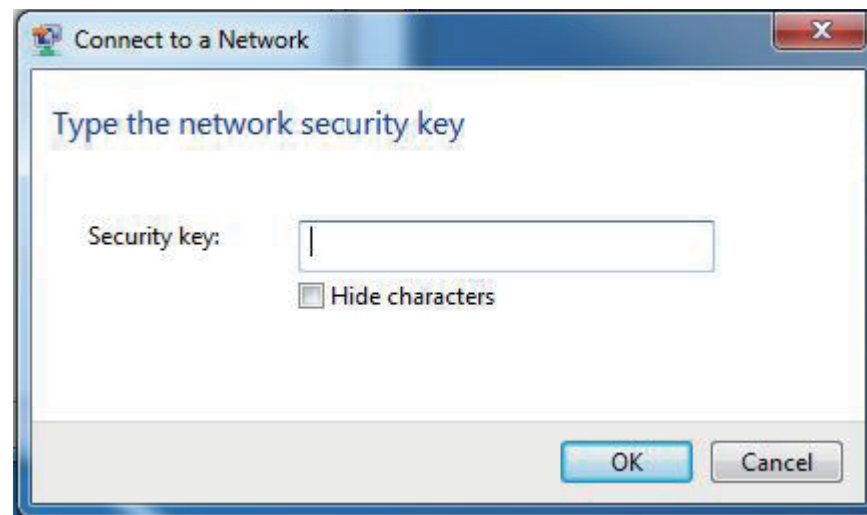 Connect to a Network
Type the network security key
Security key:
Hide characters
OK Cancel